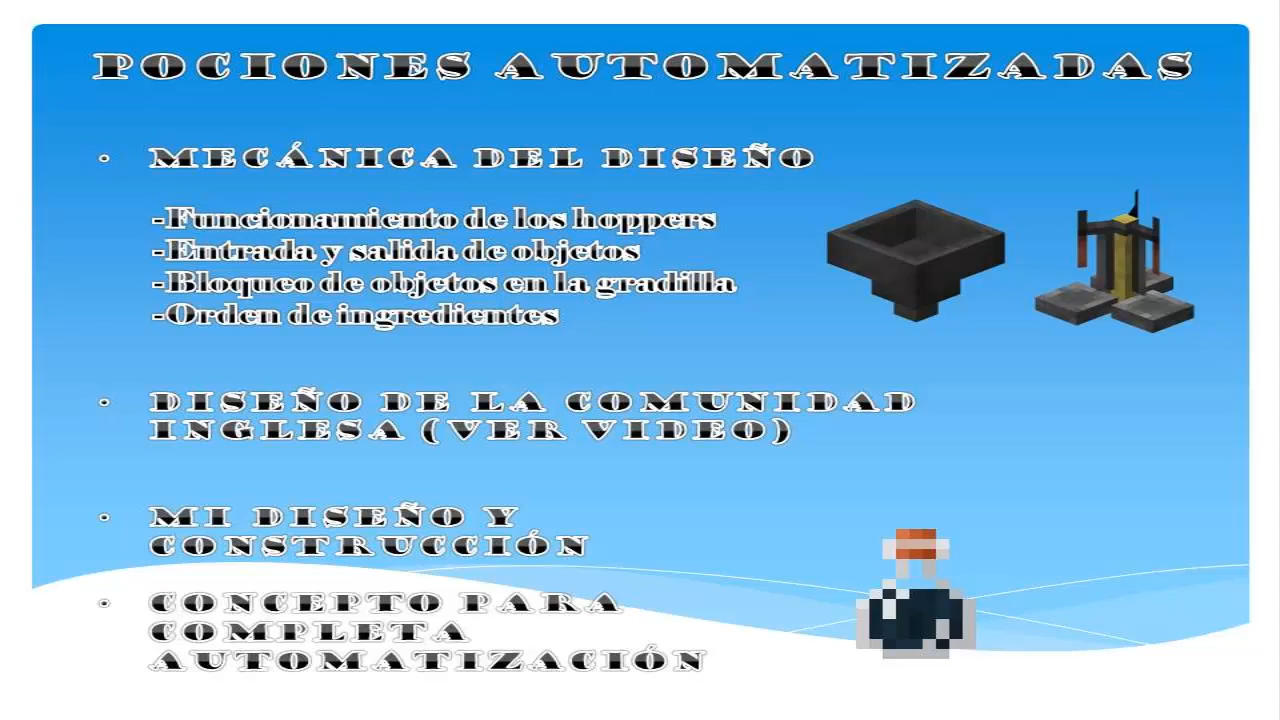 POCIONES AUTOMATIZADAS
• MECÁNICA DEL DISEÑO
-Funcionamiento de los hoppers
-Entrada y salida de objetos
-Bloqueo de objetos en la gradilla
-Orden de ingredientes
• DISEÑO DE LA COMUNIDAD
INGLESA (VER VIDEO)
• MI DISEÑO Y
CONSTRUCCIÓN
• CONCEPTO PARA
COMPLETA
AUTOMATIZACIÓN